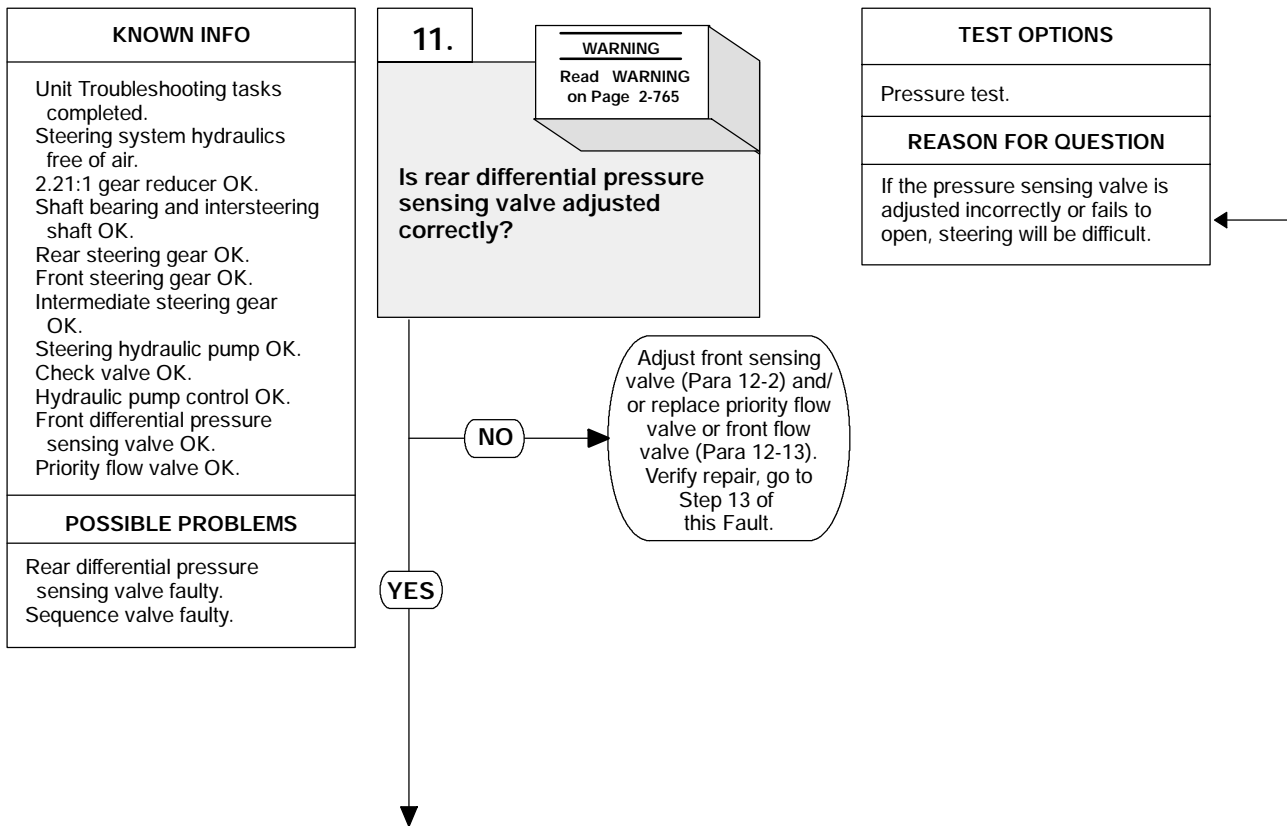 KNOWN INFO
Unit Troubleshooting tasks
completed.
Steering system hydraulics
free of air.
2.21:1 gear reducer OK.
Shaft bearing and intersteering
shaft OK.
Rear steering gear OK.
Front steering gear OK.
Intermediate steering gear
OK.
Steering hydraulic pump OK.
Check valve OK.
Hydraulic pump control OK.
Front differential pressure
sensing valve OK.
Priority flow valve OK.
POSSIBLE PROBLEMS
Rear differential pressure
sensing valve faulty.
Sequence valve faulty.
11.
WARNING
Read WARNING
on Page 2-765
Is rear differential pressure
sensing valve adjusted
correctly?
NO
Adjust front sensing
valve (Para 12-2) and/
or replace priority flow
valve or front flow
valve (Para 12-13).
Verify repair, go to
Step 13 of
this Fault.
YES
TEST OPTIONS
Pressure test.
REASON FOR QUESTION
If the pressure sensing valve is
adjusted incorrectly or fails to
open, steering will be difficult.